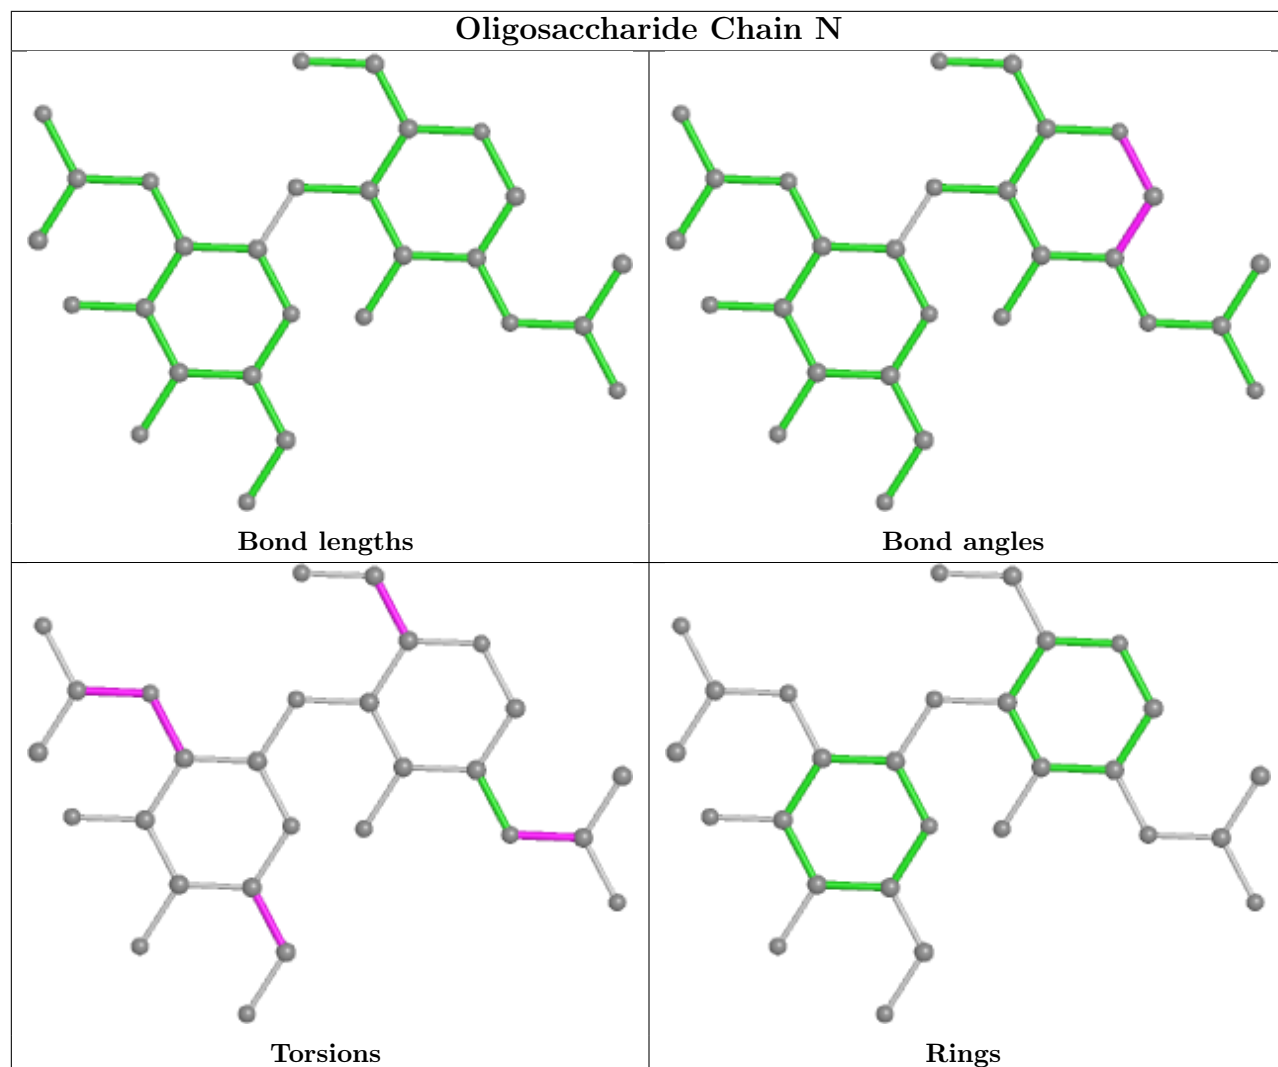 Oligosaccharide Chain N
Bond lengths
Bond angles
Torsions
Rings